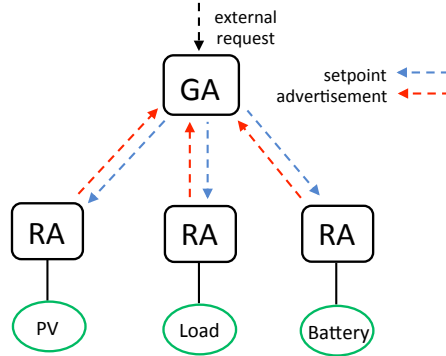 external
request
setpoint
advertisement
GA
RA
RA
RA
PV
Load
Battery